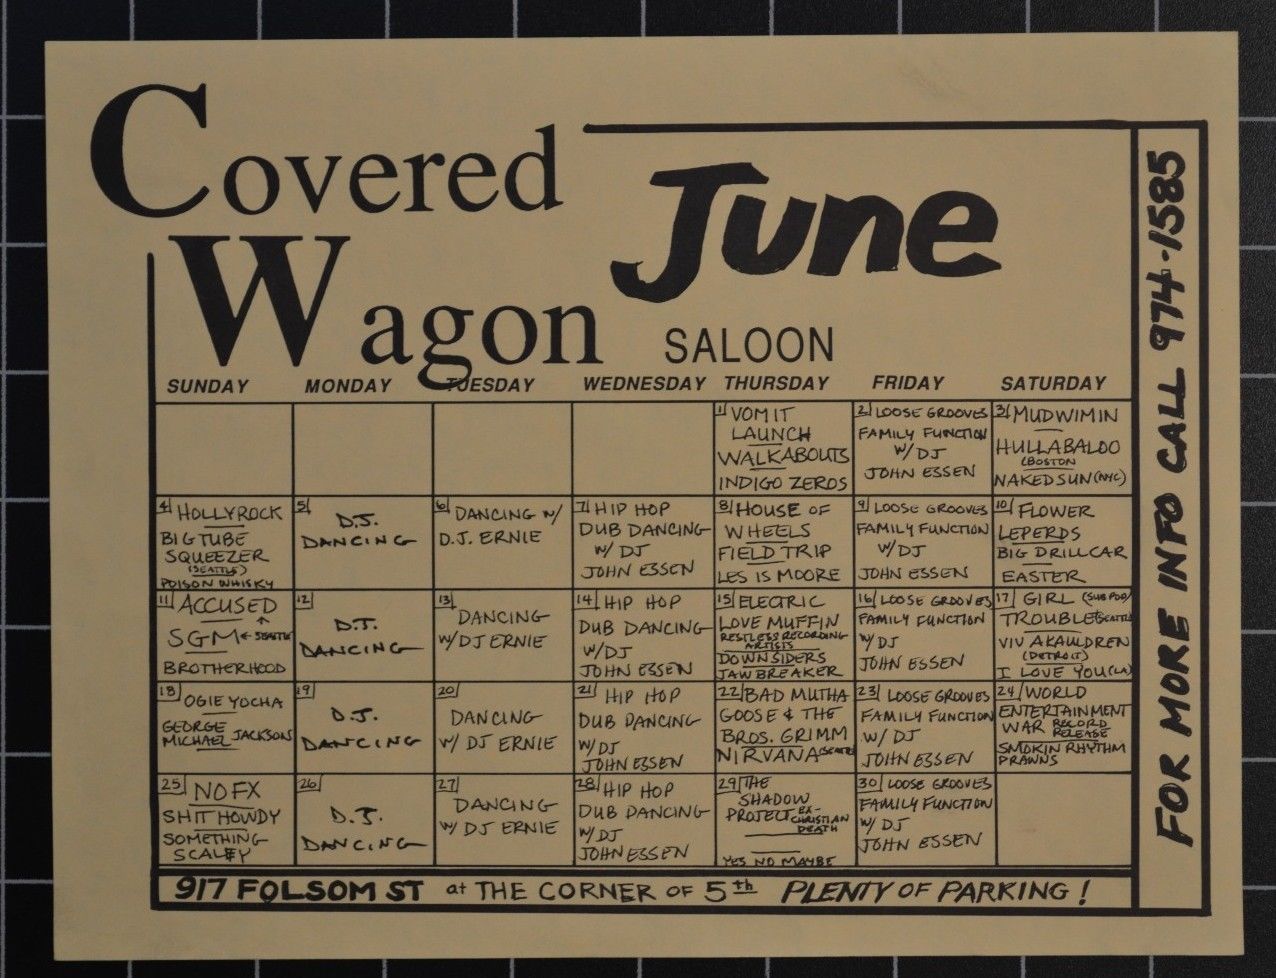 Covered
Wagon
SALOON
June
SUNDAY MONDAY TUESDAY WEDNESDAY THURSDAY FRIDAY SATURDAY
1 VOMIT
LAUNCH
WALKABOUTS
INDIGO ZEROS
2 LOOSE GROOVES
FAMILY FUNCTION
W/ DJ
JOHN ESSEN
3 MUDWIMIN
HULLABALOO
(BOSTON
NAKED SUN (NYC)
4 HOLLYROCK
BIG TUBE
SQUEEZER
(SEATTLE)
POISON WHISKY
5 D.J.
DANCING
6 DANCING W/
D.J. ERNIE
7 HIP HOP
DUB DANCING
W/ DJ
JOHN ESSEN
8 HOUSE OF
WHEELS
FIELD TRIP
LES IS MOORE
9 LOOSE GROOVES
FAMILY FUNCTION
W/DJ
JOHN ESSEN
10 FLOWER
LEPERDS
BIG DRILL CAR
EASTER
11 ACCUSED
SGM ← SEATTLE
BROTHERHOOD
12 D.J.
DANCING
13 DANCING
W/DJ ERNIE
14 HIP HOP
DUB DANCING
W/DJ
JOHN ESSEN
15 ELECTRIC
LOVE MUFFIN
RESTLESS RECORDING
ARTISTS
DOWNSIDERS
JAWBREAKER
16 LOOSE GROOVES
FAMILY FUNCTION
W/DJ
JOHN ESSEN
17 GIRL (SUB POP)
TROUBLE (SEATTLE
VIV AKAULDREN
(DETROIT)
I LOVE YOU (LA)
18 OGIE YOCHA
GEORGE
MICHAEL JACKSON
19 D.J.
DANCING
20 DANCING
W/ DJ ERNIE
21 HIP HOP
DUB DANCING
W/DJ
JOHN ESSEN
22 BAD MUTHA
GOOSE & THE
BROS. GRIMM
NIRVANA (SEATTLE
23 LOOSE GROOVES
FAMILY FUNCTION
W/ DJ
JOHN ESSEN
24 WORLD
ENTERTAINMENT
WAR RECORD
RELEASE
SMOKIN RHYTHM
PRAWNS
25 NOFX
SHIT HOWDY
SOMETHING
SCALEY
26 D.J.
DANCING
27 DANCING
W/ DJ ERNIE
28 HIP HOP
DUB DANCING
W/DJ
JOHN ESSEN
29 THE
SHADOW
PROJECT EX-
CHRISTIAN
DEATH
YES NO MAYBE
30 LOOSE GROOVES
FAMILY FUNCTION
W/ DJ
JOHN ESSEN
917 FOLSOM ST at THE CORNER OF 5th PLENTY OF PARKING!
FOR MORE INFO CALL 974-1585